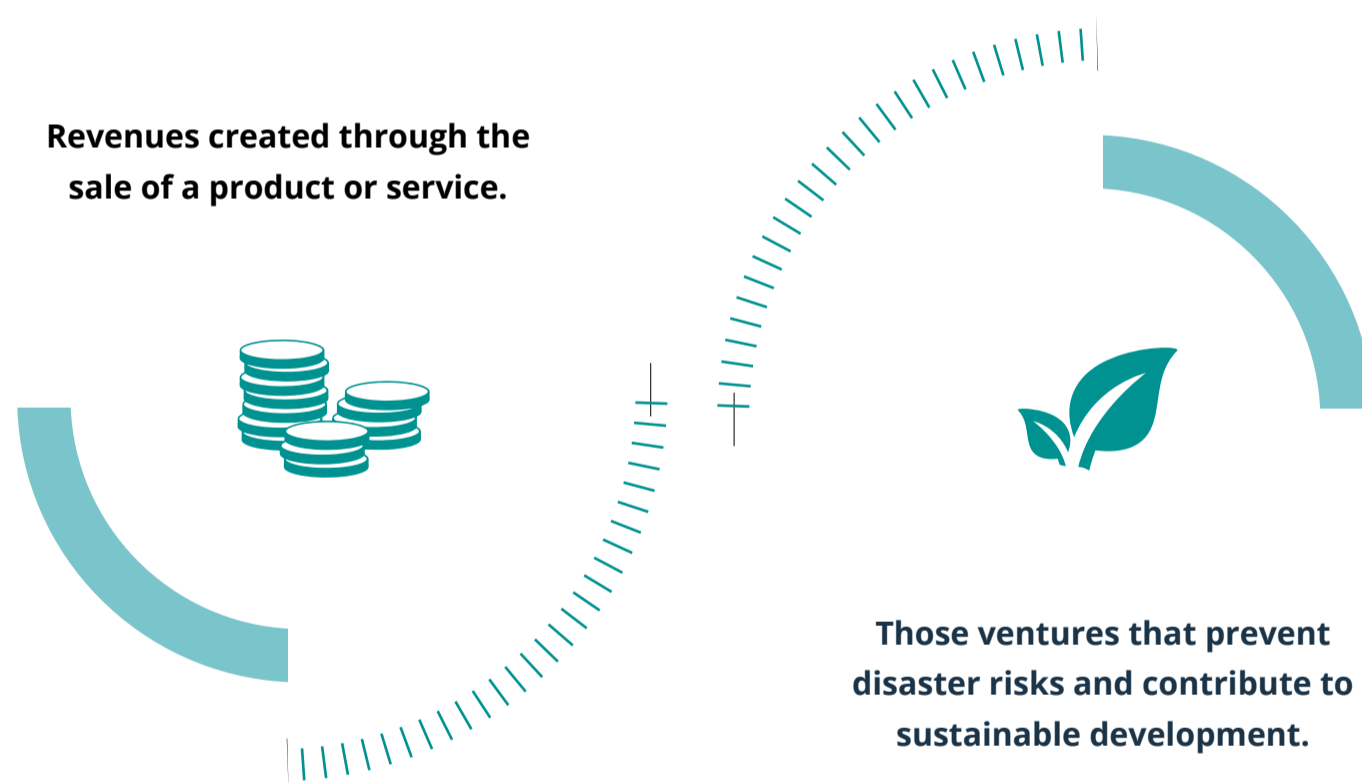 Revenues created through the
sale of a product or service.
Those ventures that prevent
disaster risks and contribute to
sustainable development.